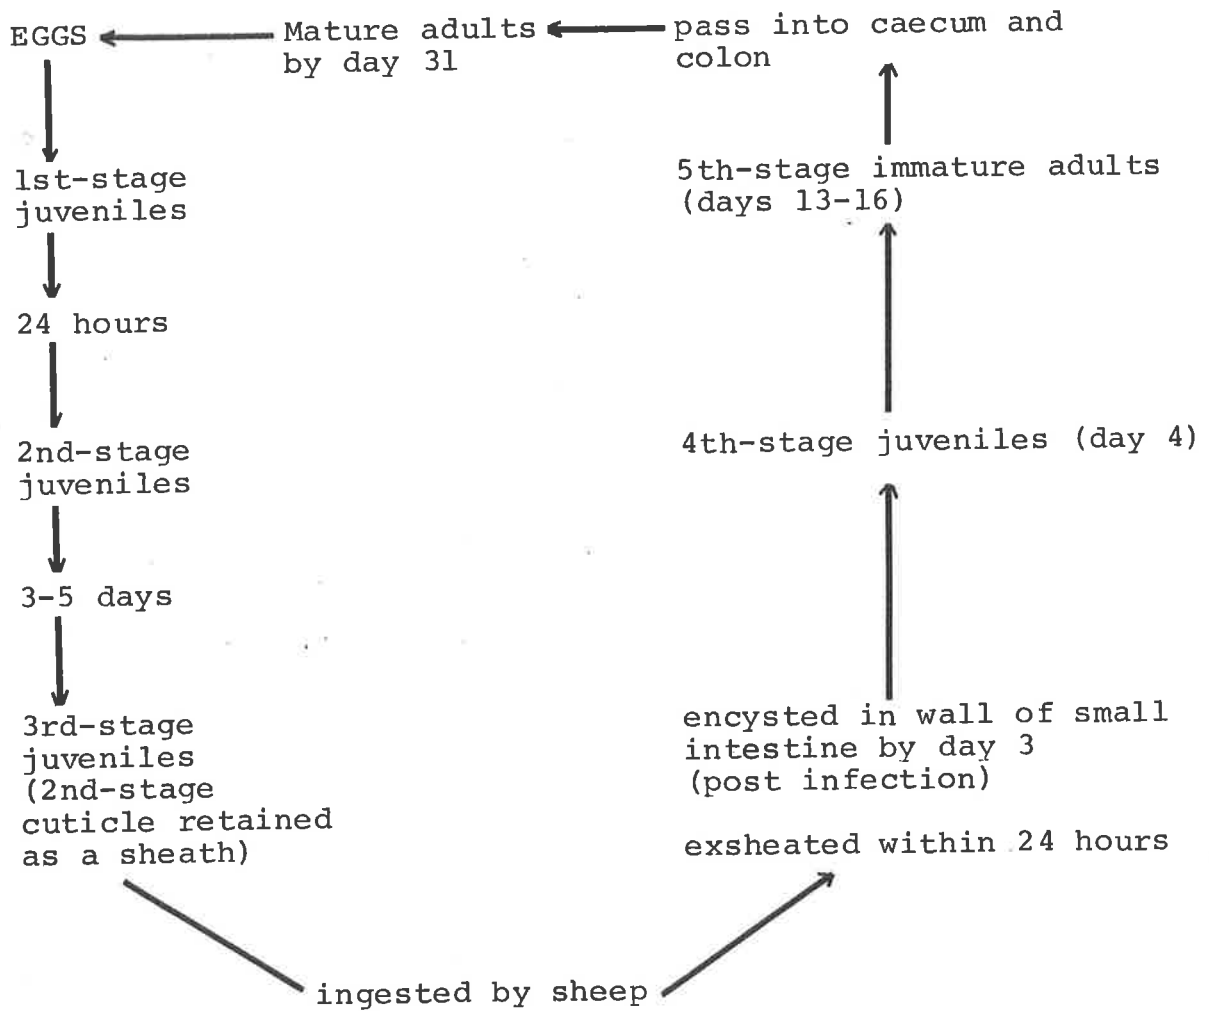 EGGS
Mature adults
by day 31
pass into caecum and
colon
1st-stage
juveniles
24 hours
2nd-stage
juveniles
3-5 days
3rd-stage
juveniles
(2nd-stage
cuticle retained
as a sheath)
ingested by sheep
exsheated within 24 hours
encysted in wall of small
intestine by day 3
(post infection)
4th-stage juveniles (day 4)
5th-stage immature adults
(days 13-16)